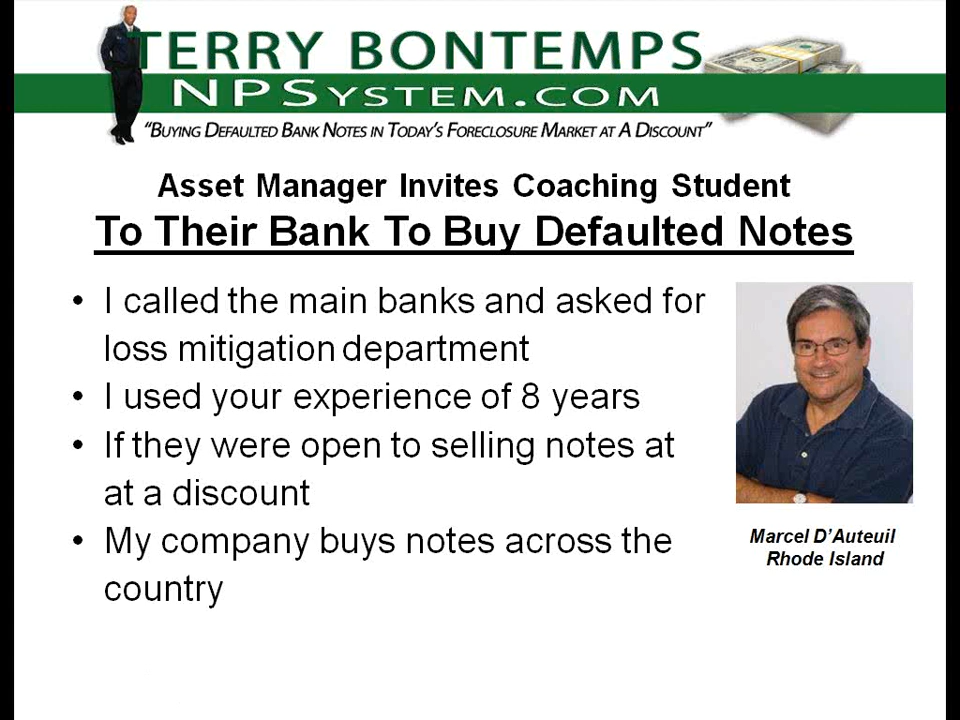 TERRY BONTEMPS
NPSYSTEM.COM
"BUYING DEFAULTED BANK NOTES IN TODAY'S FORECLOSURE MARKET AT A DISCOUNT"
Asset Manager Invites Coaching Student
To Their Bank To Buy Defaulted Notes
• I called the main banks and asked for
loss mitigation department
• I used your experience of 8 years
• If they were open to selling notes at
at a discount
• My company buys notes across the
country
Marcel D'Auteuil
Rhode Island